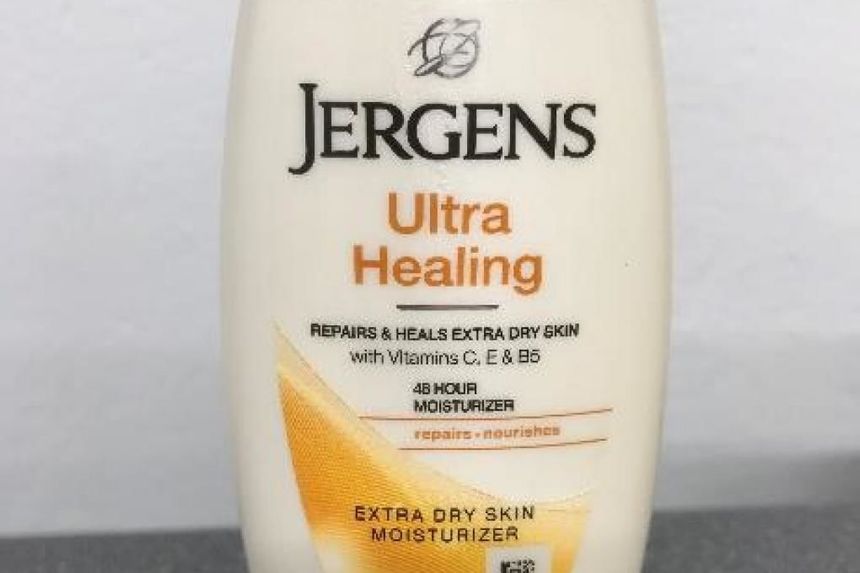 JERGENS
Ultra
Healing
REPAIRS & HEALS EXTRA DRY SKIN
with Vitamins C, E & B5
48 HOUR
MOISTURIZER
repairs • nourishes
EXTRA DRY SKIN
MOISTURIZER